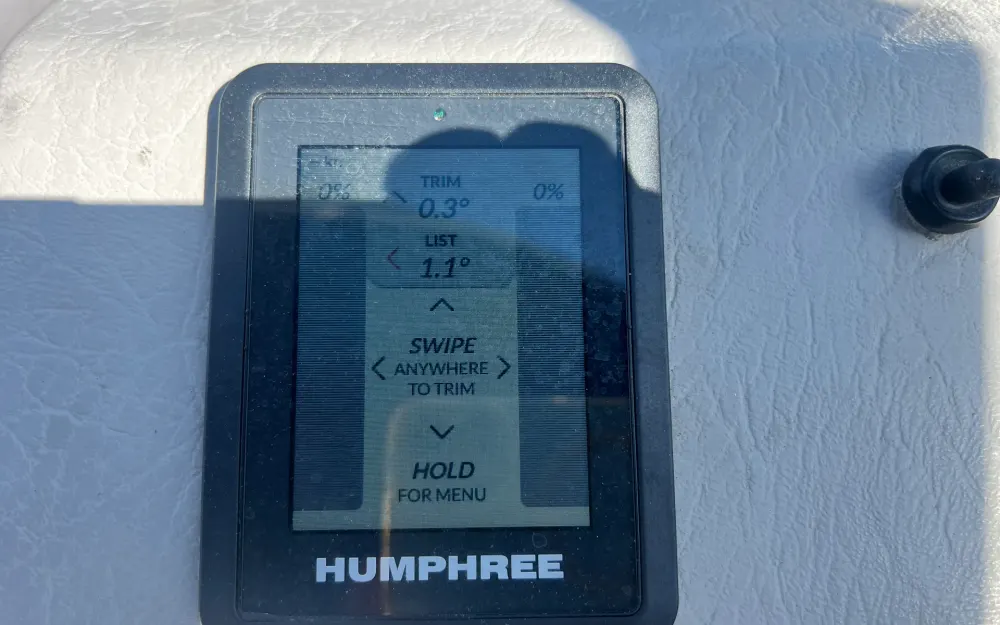 0%
TRIM
0.3°
0%
LIST
1.1°
SWIPE
ANYWHERE
TO TRIM
HOLD
FOR MENU
HUMPHREE